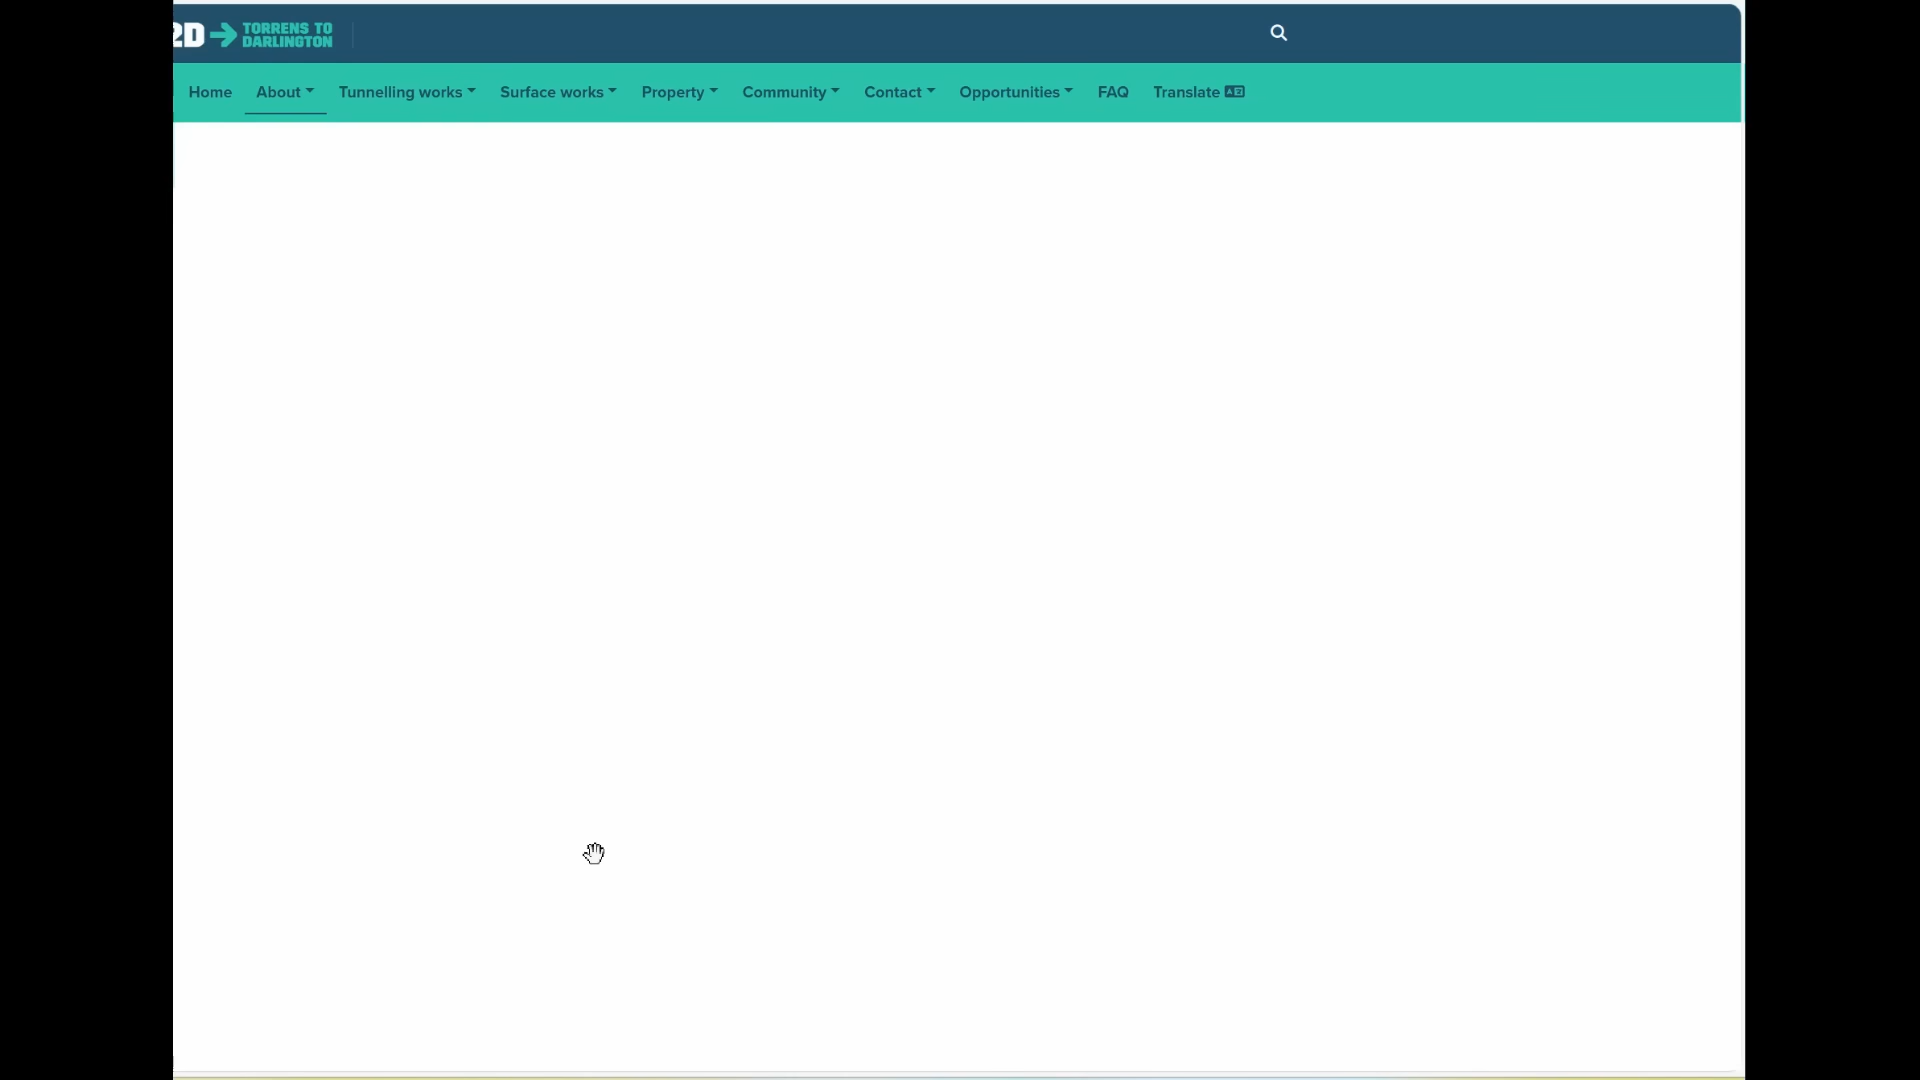 2D TORRENS TO
DARLINGTON
Home About Tunnelling works Surface works Property Community Contact Opportunities FAQ Translate